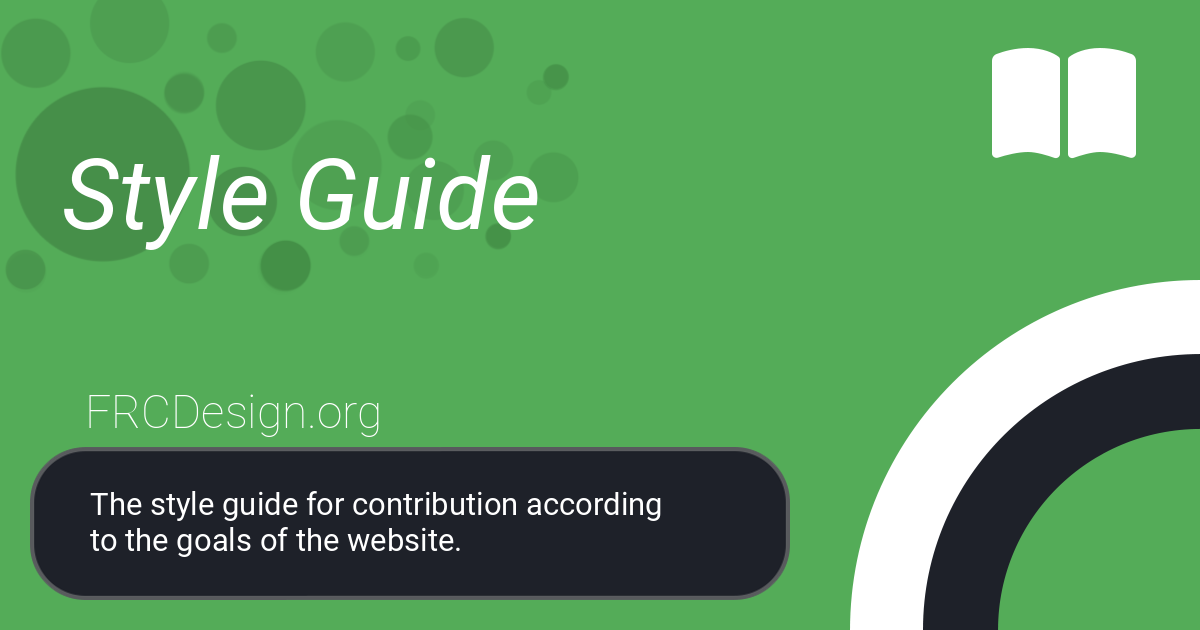 Style Guide
FRCDesign.org
The style guide for contribution according
to the goals of the website.